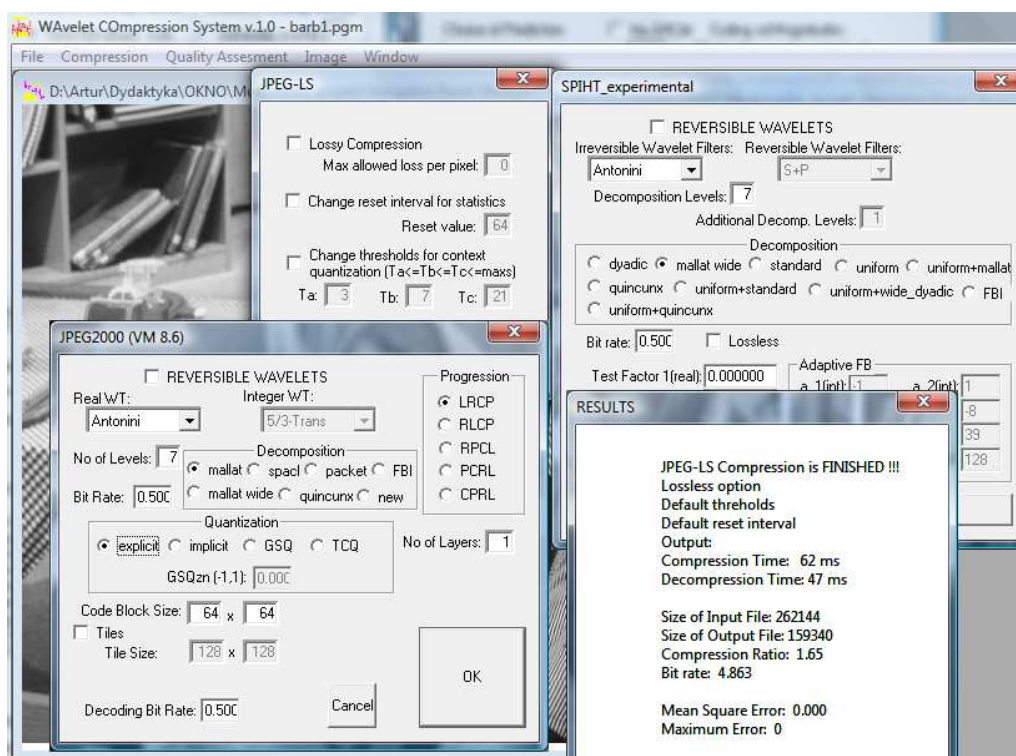 WAvelet COmpression System v.1.0 - barb1.pgm
File Compression Quality Assesment Image Window
D:\Artur\Dydaktyka\OKNO\M
JPEG-LS
Lossy Compression
Max allowed loss per pixel: 0
Change reset interval for statistics
Reset value: 64
Change thresholds for context
quantization (Ta<=Tb<=Tc<=maxs)
Ta: 3 Tb: 7 Tc: 21
SPIHT_experimental
REVERSIBLE WAVELETS
Irreversible Wavelet Filters: Reversible Wavelet Filters:
Antonini S+P
Decomposition Levels: 7
Additional Decomp. Levels: 1
Decomposition
dyadic mallat wide standard uniform uniform+mallat
quincunx uniform+standard uniform+wide_dyadic FBI
uniform+quincunx
Bit rate: 0.500 Lossless
Test Factor 1(real): 0.000000
Adaptive FB
a_1(int): -1 a_2(int): 1
-8
39
128
JPEG2000 (VM 8.6)
REVERSIBLE WAVELETS
Real WT: Integer WT:
Antonini 5/3-Trans
No of Levels: 7
Decomposition
mallat spacl packet FBI
mallat wide quincunx new
Bit Rate: 0.500
Progression
LRCP
RLCP
RPCL
PCRL
CPRL
Quantization
explicit implicit GSQ TCQ
GSQzn (-1,1): 0.000
No of Layers: 1
Code Block Size: 64 x 64
Tiles
Tile Size: 128 x 128
Decoding Bit Rate: 0.500
Cancel
OK
RESULTS
JPEG-LS Compression is FINISHED !!!
Lossless option
Default threholds
Default reset interval
Output:
Compression Time: 62 ms
Decompression Time: 47 ms
Size of Input File: 262144
Size of Output File: 159340
Compression Ratio: 1.65
Bit rate: 4.863
Mean Square Error: 0.000
Maximum Error: 0